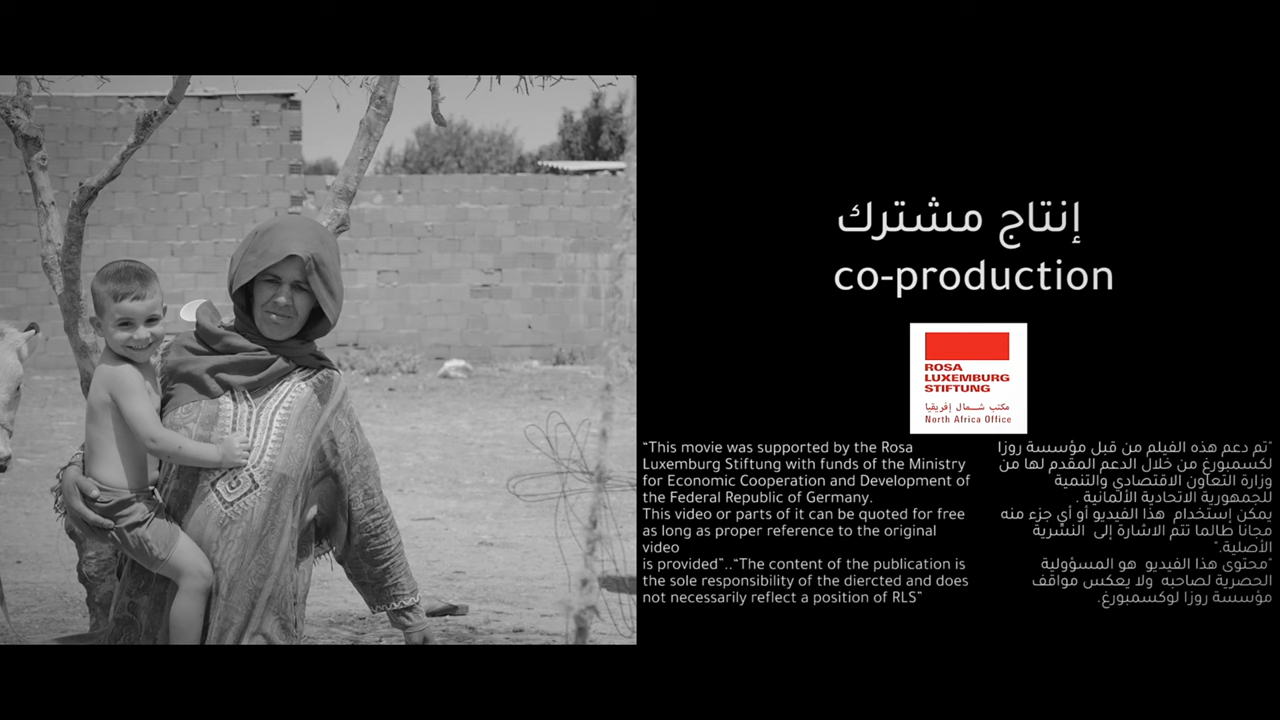 إنتاج مشترك
co-production
ROSA
LUXEMBURG
STIFTUNG
مكتب شـمال إفريقيا
North Africa Office
“This movie was supported by the Rosa
Luxemburg Stiftung with funds of the Ministry
for Economic Cooperation and Development of
the Federal Republic of Germany.
This video or parts of it can be quoted for free
as long as proper reference to the original
video
is provided”..“The content of the publication is
the sole responsibility of the diercted and does
not necessarily reflect a position of RLS”
"تم دعم هذه الفيلم من قبل مؤسسة روزا
لكسمبورغ من خلال الدعم المقدم لها من
وزارة التعاون الاقتصادي والتنمية
للجمهورية الاتحادية الألمانية .
يمكن إستخدام هذا الفيديو أو أي جزء منه
مجانا طالما تتم الاشارة إلى النشرية
الأصلية."
"محتوى هذا الفيديو هو المسؤولية
الحصرية لصاحبه ولا يعكس مواقف
مؤسسة روزا لوكسمبورغ.